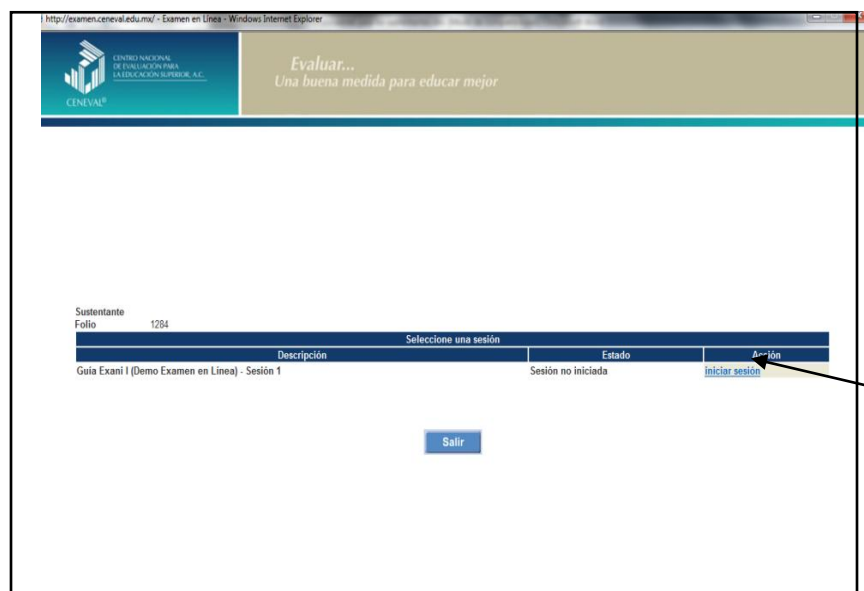 http://examen.ceneval.edu.mx/ - Examen en Línea - Windows Internet Explorer
CENTRO NACIONAL
DE EVALUACIÓN PARA
LA EDUCACIÓN SUPERIOR, A.C.
CENEVAL®
Evaluar...
Una buena medida para educar mejor
Sustentante
Folio 1284
Seleccione una sesión
Descripción Estado Acción
Guia Exani I (Demo Examen en Linea) - Sesión 1 Sesión no iniciada iniciar sesión
Salir